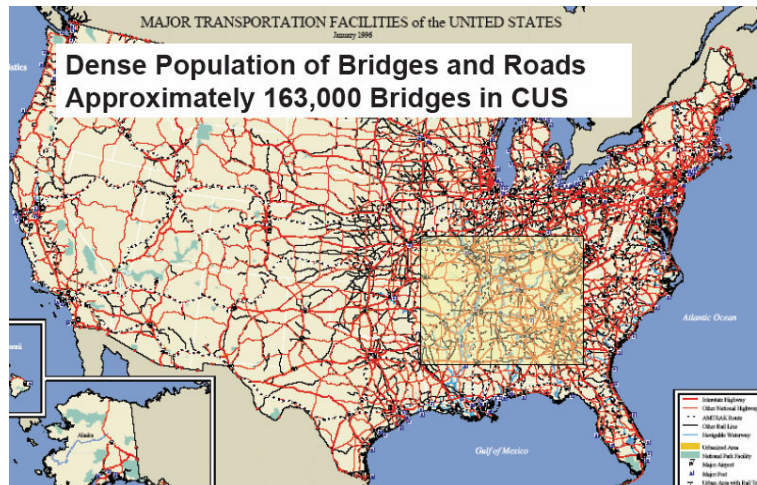 MAJOR TRANSPORTATION FACILITIES of the UNITED STATES
January 1996
Dense Population of Bridges and Roads
Approximately 163,000 Bridges in CUS
Atlantic Ocean
Gulf of Mexico
Alaska
Interstate Highway
Other National Highway
AMTRAK Route
Other Rail Line
Navigable Waterway
Urbanized Area
National Park Facility
Major Airport
Major Port